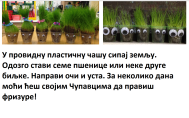 У провидну пластичну чашу сипај земљу.
Одозго стави семе пшенице или неке друге
биљке. Направи очи и уста. За неколико дана
моћи ћеш својим Чупавцима да правиш
фризуре!